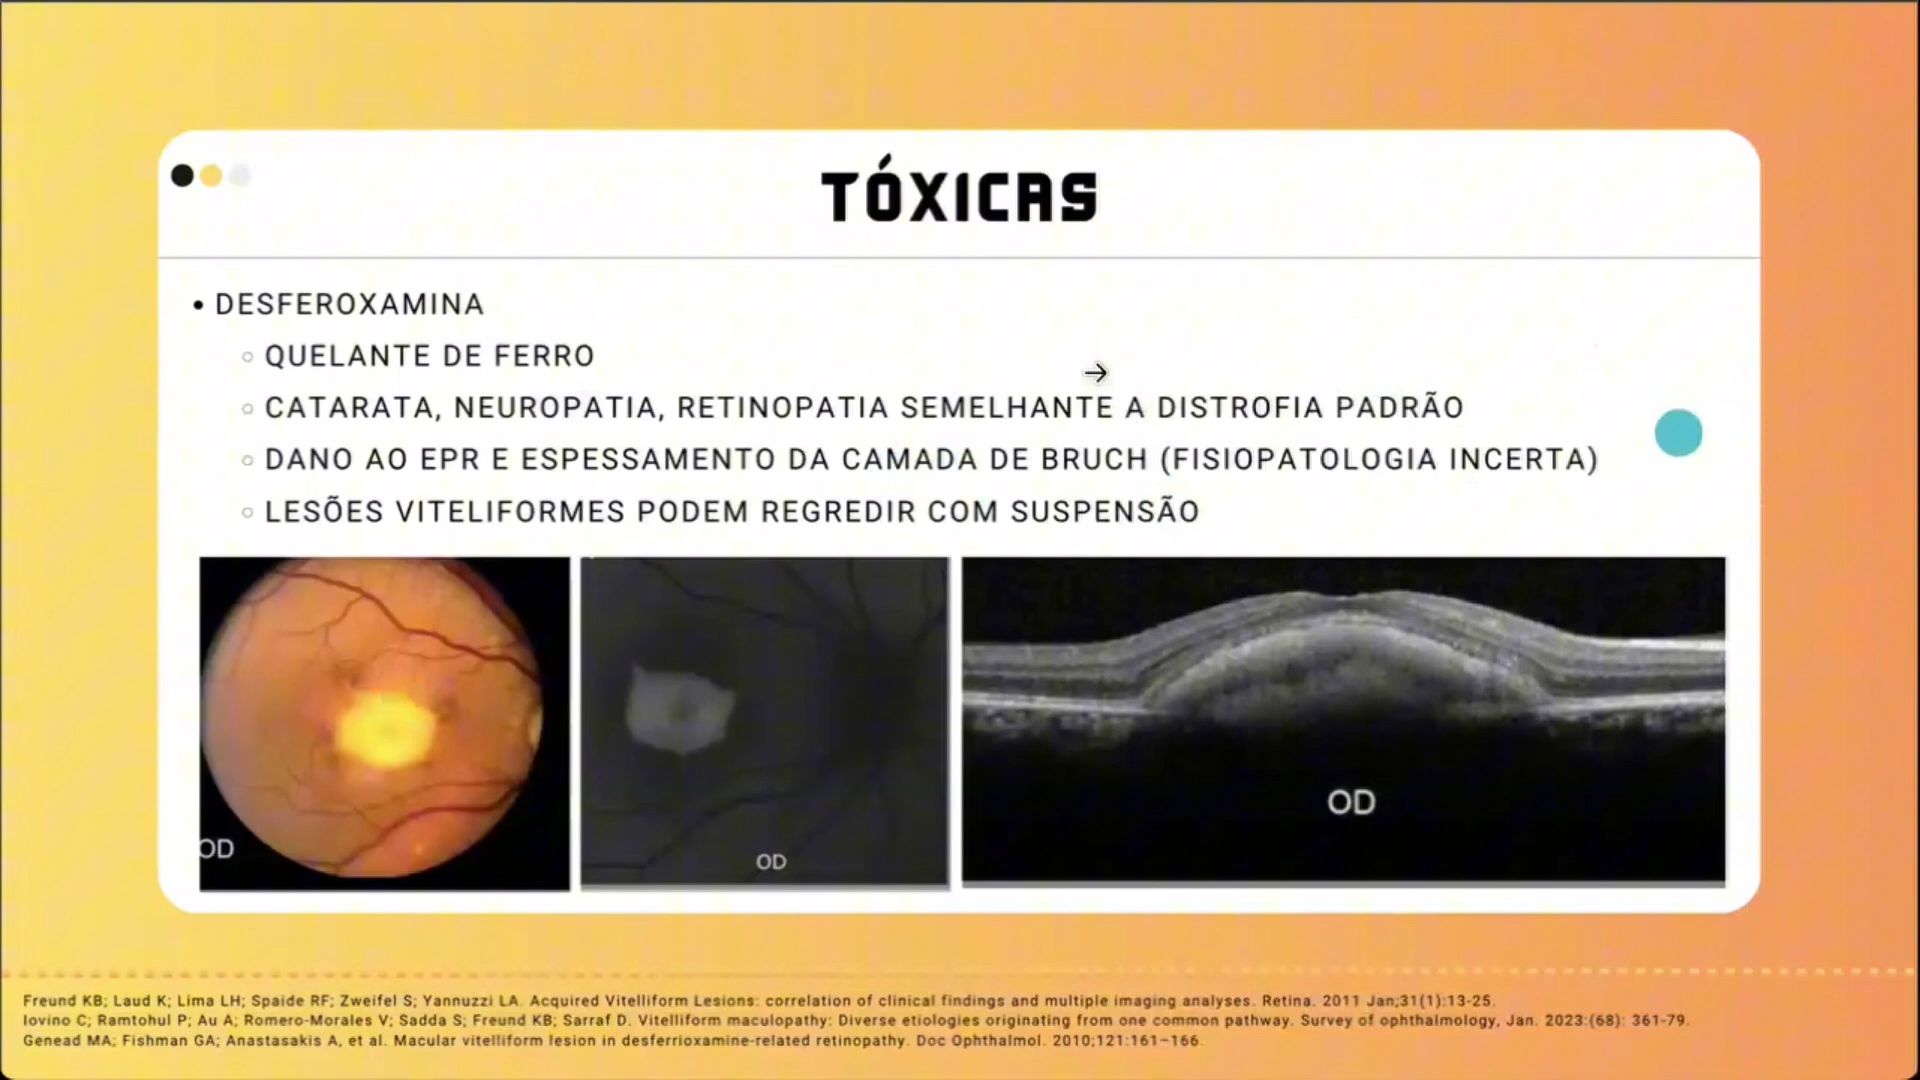 TÓXICAS
• DESFEROXAMINA
○ QUELANTE DE FERRO
○ CATARATA, NEUROPATIA, RETINOPATIA SEMELHANTE A DISTROFIA PADRÃO
○ DANO AO EPR E ESPESSAMENTO DA CAMADA DE BRUCH (FISIOPATOLOGIA INCERTA)
○ LESÕES VITELIFORMES PODEM REGREDIR COM SUSPENSÃO
OD
OD
OD
Freund KB; Laud K; Lima LH; Spaide RF; Zweifel S; Yannuzzi LA. Acquired Vitelliform Lesions: correlation of clinical findings and multiple imaging analyses. Retina. 2011 Jan;31(1):13-25.
Iovino C; Ramtohul P; Au A; Romero-Morales V; Sadda S; Freund KB; Sarraf D. Vitelliform maculopathy: Diverse etiologies originating from one common pathway. Survey of ophthalmology, Jan. 2023:(68): 361-79.
Genead MA; Fishman GA; Anastasakis A, et al. Macular vitelliform lesion in desferrioxamine-related retinopathy. Doc Ophthalmol. 2010;121:161–166.